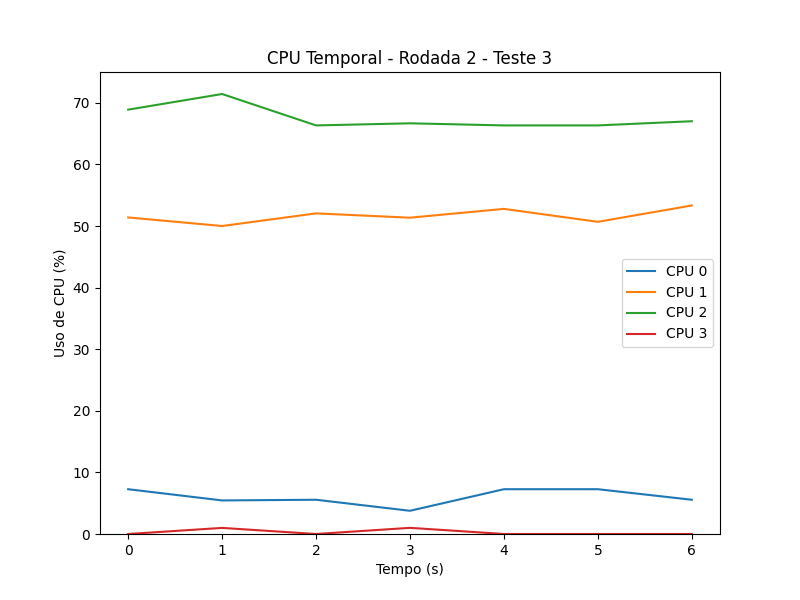 CPU Temporal - Rodada 2 - Teste 3
Uso de CPU (%)
70
60
50
40
30
20
10
0
CPU 0
CPU 1
CPU 2
CPU 3
0 1 2 3 4 5 6
Tempo (s)